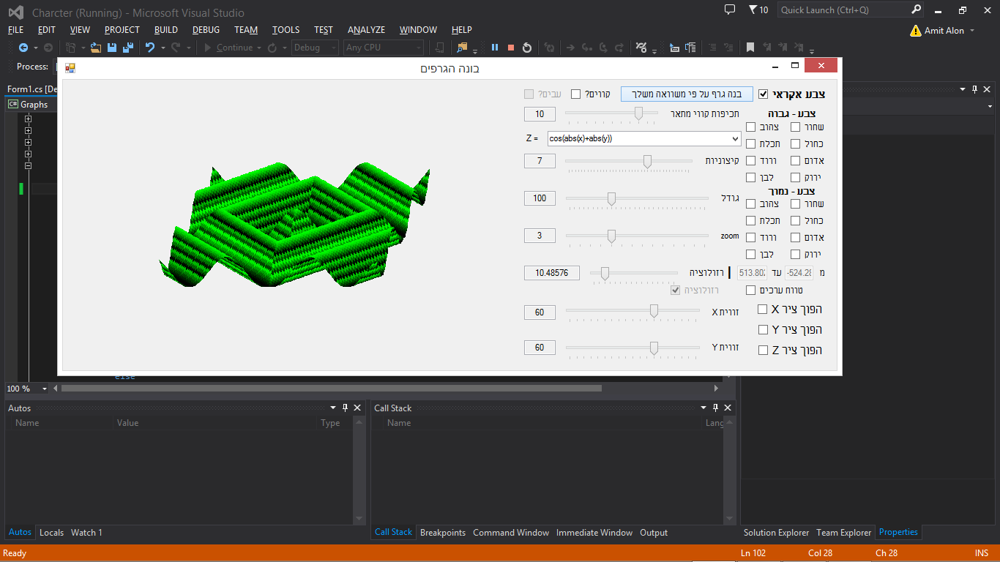 Charcter (Running) - Microsoft Visual Studio
10
Quick Launch (Ctrl+Q)
FILE EDIT VIEW PROJECT BUILD DEBUG TEAM TOOLS TEST ANALYZE WINDOW HELP
Amit Alon
Continue Debug Any CPU
Process:
Form1.cs [De
Graphs
בונה הגרפים
צבע אקראי
בנה גרף על פי משוואה משלך
קווים?
עבים?
תכיפות קווי מתאר
10
Z =
cos(abs(x)+abs(y))
קיצוניות
7
גודל
100
zoom
3
רזולוציה
10.48576
רזולוציה
זווית X
60
זווית Y
60
צבע - גבוה
שחור צהוב
כחול תכלת
אדום ורוד
ירוק לבן
צבע - נמוך
שחור צהוב
כחול תכלת
אדום ורוד
ירוק לבן
מ -524.28 עד 513.802
טווח ערכים
הפוך ציר X
הפוך ציר Y
הפוך ציר Z
else
100 %
Autos
Name Value Type
Call Stack
Name Lang
Autos Locals Watch 1
Call Stack Breakpoints Command Window Immediate Window Output
Solution Explorer Team Explorer Properties
Ready
Ln 102 Col 28 Ch 28 INS